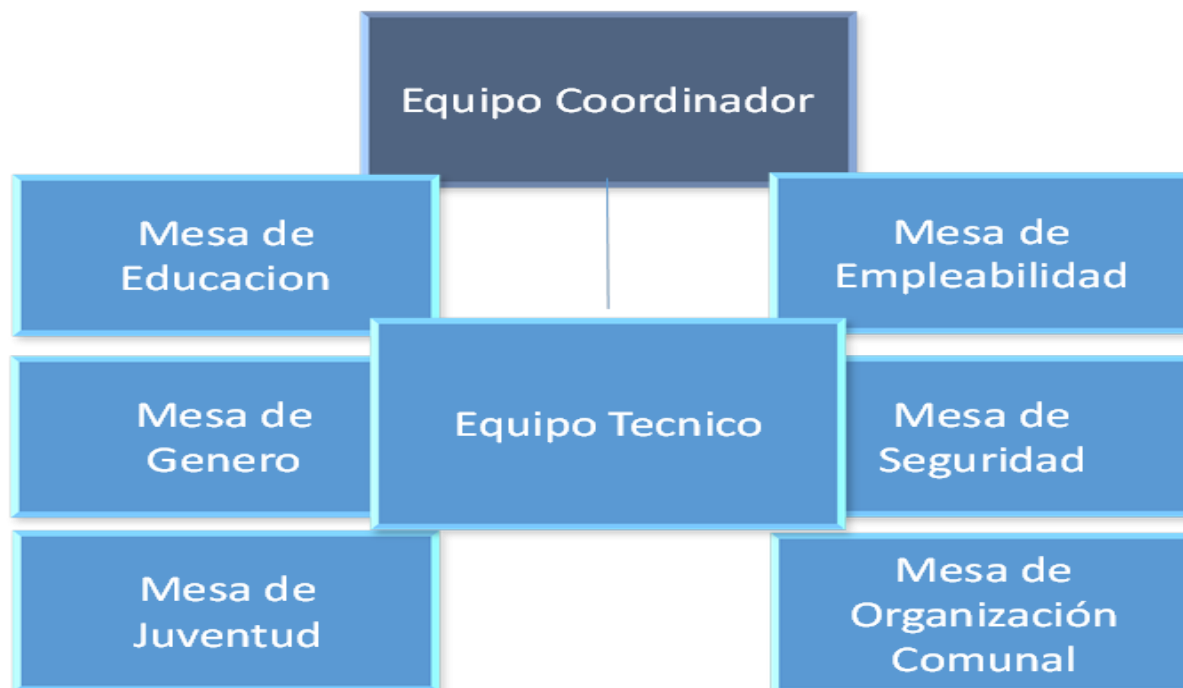 Equipo Coordinador
Mesa de
Educacion
Mesa de
Empleabilidad
Mesa de
Genero
Equipo Tecnico
Mesa de
Seguridad
Mesa de
Juventud
Mesa de
Organización
Comunal